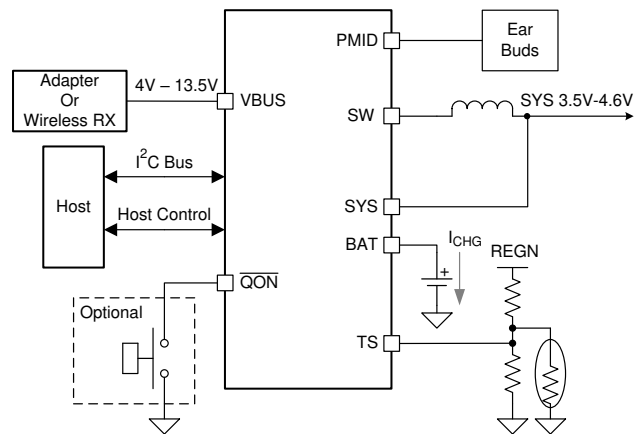 PMID
Ear
Buds
Adapter
Or
Wireless RX
4V – 13.5V
VBUS
SW
SYS 3.5V-4.6V
Host
I²C Bus
Host Control
SYS
BAT
I_CHG
+
REGN
QON
Optional
TS